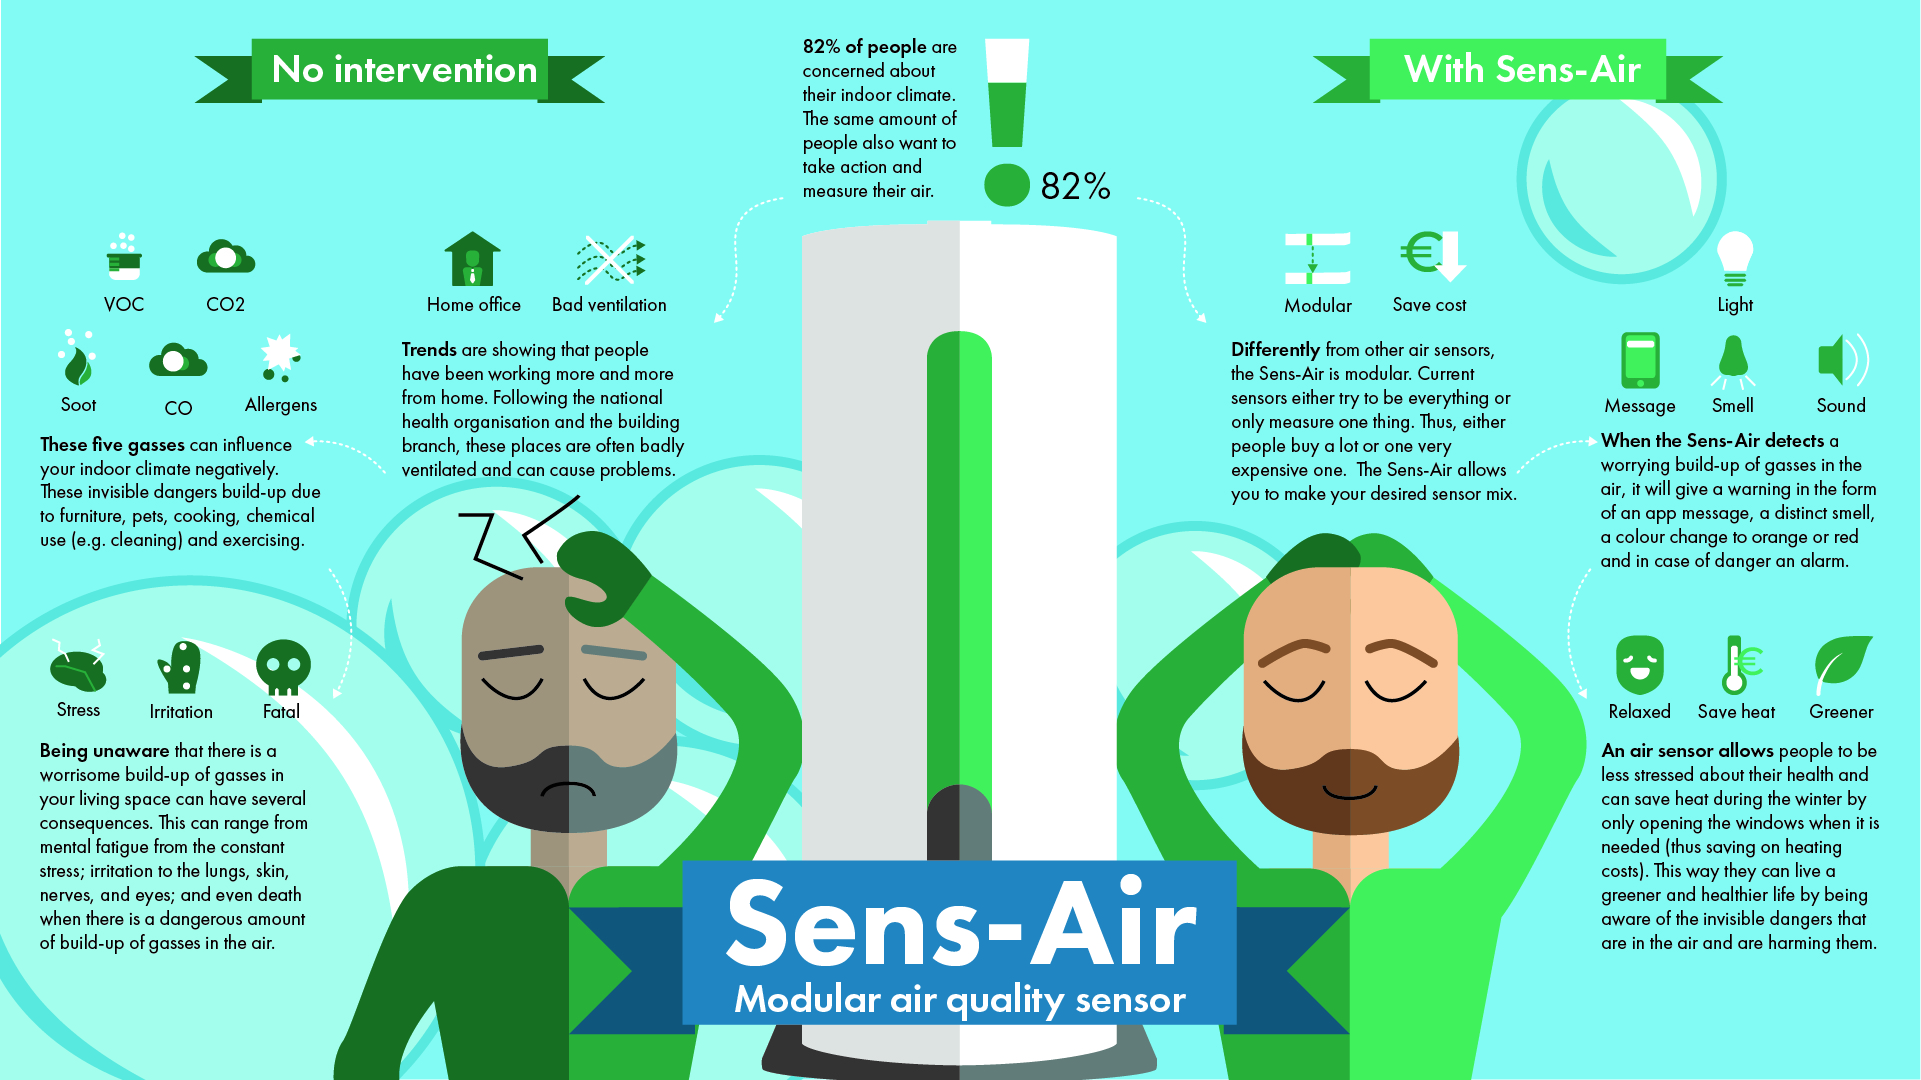 No intervention
82% of people are
concerned about
their indoor climate.
The same amount of
people also want to
take action and
measure their air.
82%
With Sens-Air
VOC
CO2
Soot
CO
Allergens
These five gasses can influence
your indoor climate negatively.
These invisible dangers build-up due
to furniture, pets, cooking, chemical
use (e.g. cleaning) and exercising.
Home office
Bad ventilation
Trends are showing that people
have been working more and more
from home. Following the national
health organisation and the building
branch, these places are often badly
ventilated and can cause problems.
Stress
Irritation
Fatal
Being unaware that there is a
worrisome build-up of gasses in
your living space can have several
consequences. This can range from
mental fatigue from the constant
stress; irritation to the lungs, skin,
nerves, and eyes; and even death
when there is a dangerous amount
of build-up of gasses in the air.
€
Modular
Save cost
Differently from other air sensors,
the Sens-Air is modular. Current
sensors either try to be everything or
only measure one thing. Thus, either
people buy a lot or one very
expensive one. The Sens-Air allows
you to make your desired sensor mix.
Light
Message
Smell
Sound
When the Sens-Air detects a
worrying build-up of gasses in the
air, it will give a warning in the form
of an app message, a distinct smell,
a colour change to orange or red
and in case of danger an alarm.
€
Relaxed
Save heat
Greener
An air sensor allows people to be
less stressed about their health and
can save heat during the winter by
only opening the windows when it is
needed (thus saving on heating
costs). This way they can live a
greener and healthier life by being
aware of the invisible dangers that
are in the air and are harming them.
Sens-Air
Modular air quality sensor